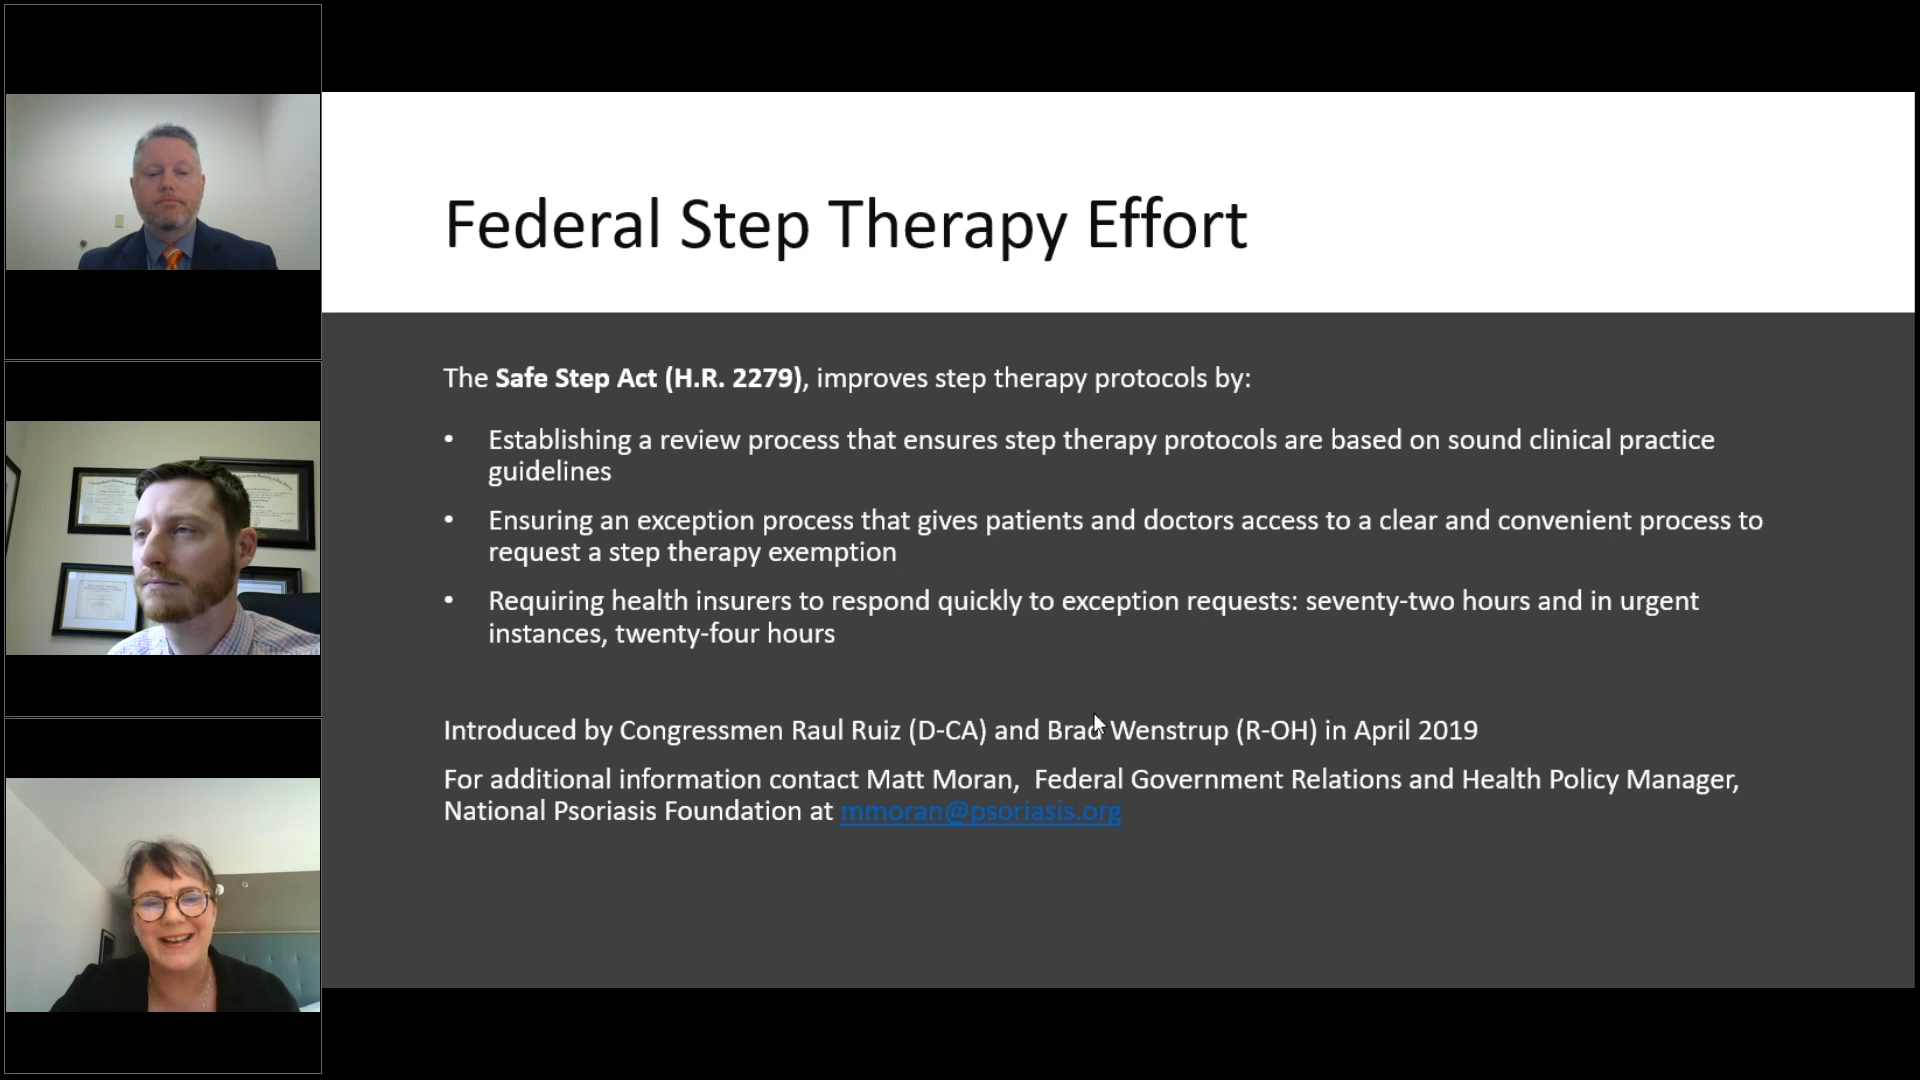 Federal Step Therapy Effort
The Safe Step Act (H.R. 2279), improves step therapy protocols by:
• Establishing a review process that ensures step therapy protocols are based on sound clinical practice
guidelines
• Ensuring an exception process that gives patients and doctors access to a clear and convenient process to
request a step therapy exemption
• Requiring health insurers to respond quickly to exception requests: seventy-two hours and in urgent
instances, twenty-four hours
Introduced by Congressmen Raul Ruiz (D-CA) and Brad Wenstrup (R-OH) in April 2019
For additional information contact Matt Moran,  Federal Government Relations and Health Policy Manager,
National Psoriasis Foundation at mmoran@psoriasis.org